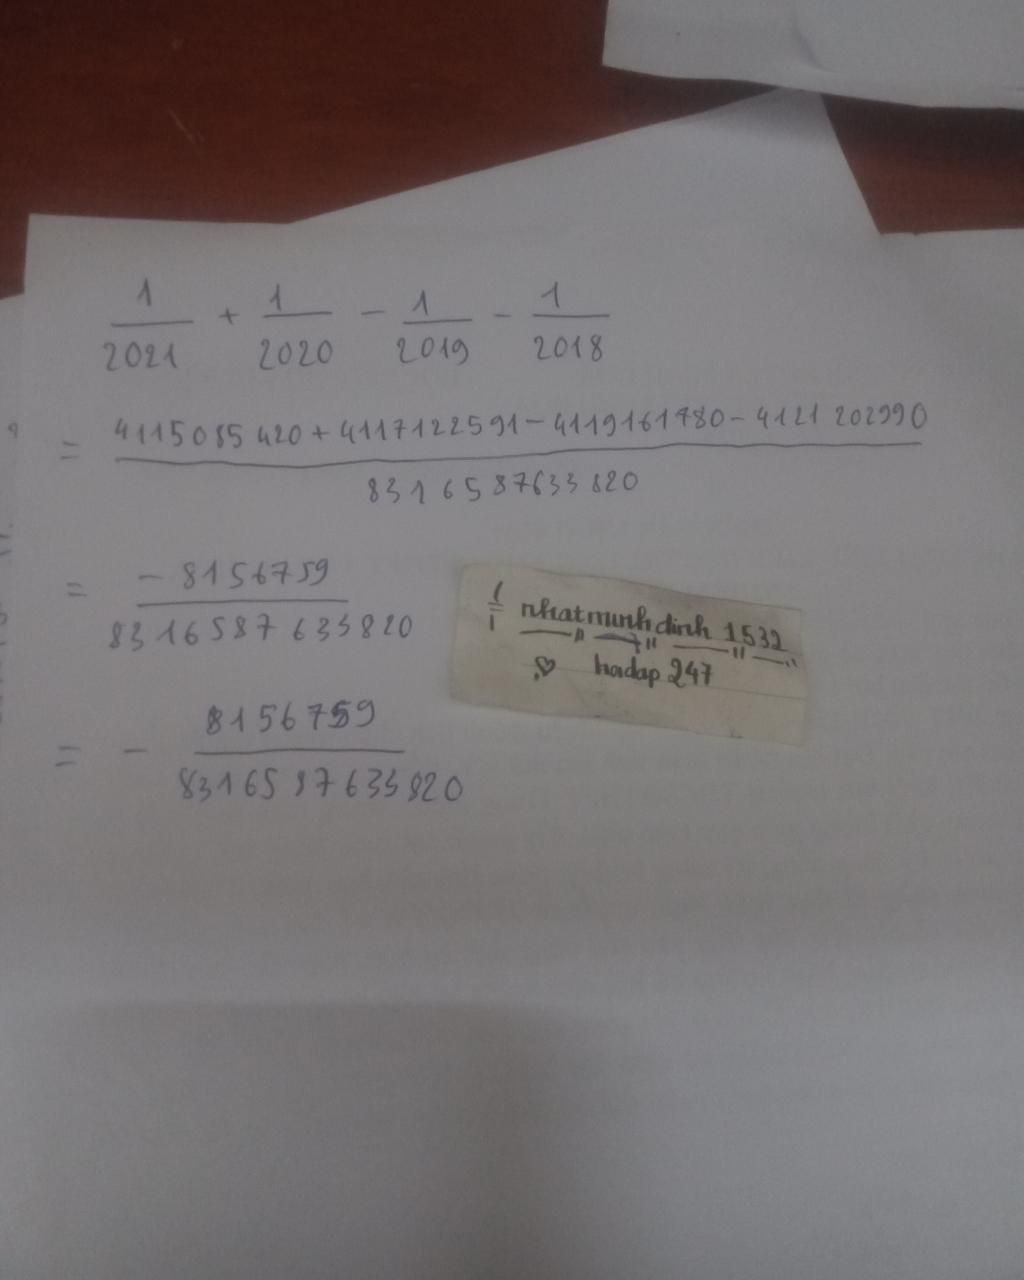 1 1 1 1
2021 + 2020 - 2019 - 2018
= 4115085420 + 4117122591 - 4119161780 - 4121202990
8316587633820
= - 8156759
8316587633820
nhatminhdinh 1532
hoidap 247
= - 8156759
8316587633820